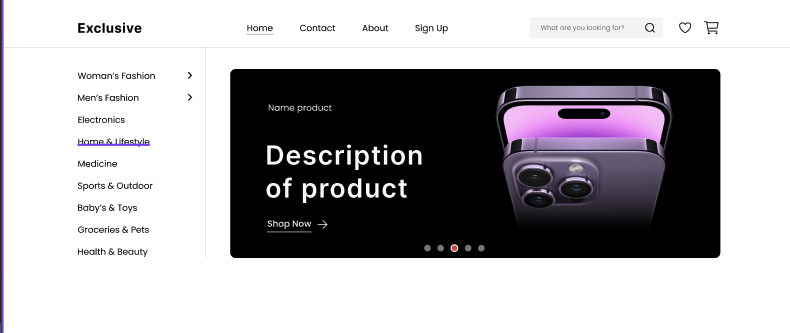 Exclusive
Home
Contact
About
Sign Up
What are you looking for?
Woman's Fashion
Men's Fashion
Electronics
Home & Lifestyle
Medicine
Sports & Outdoor
Baby's & Toys
Groceries & Pets
Health & Beauty
Name product
Description
of product
Shop Now